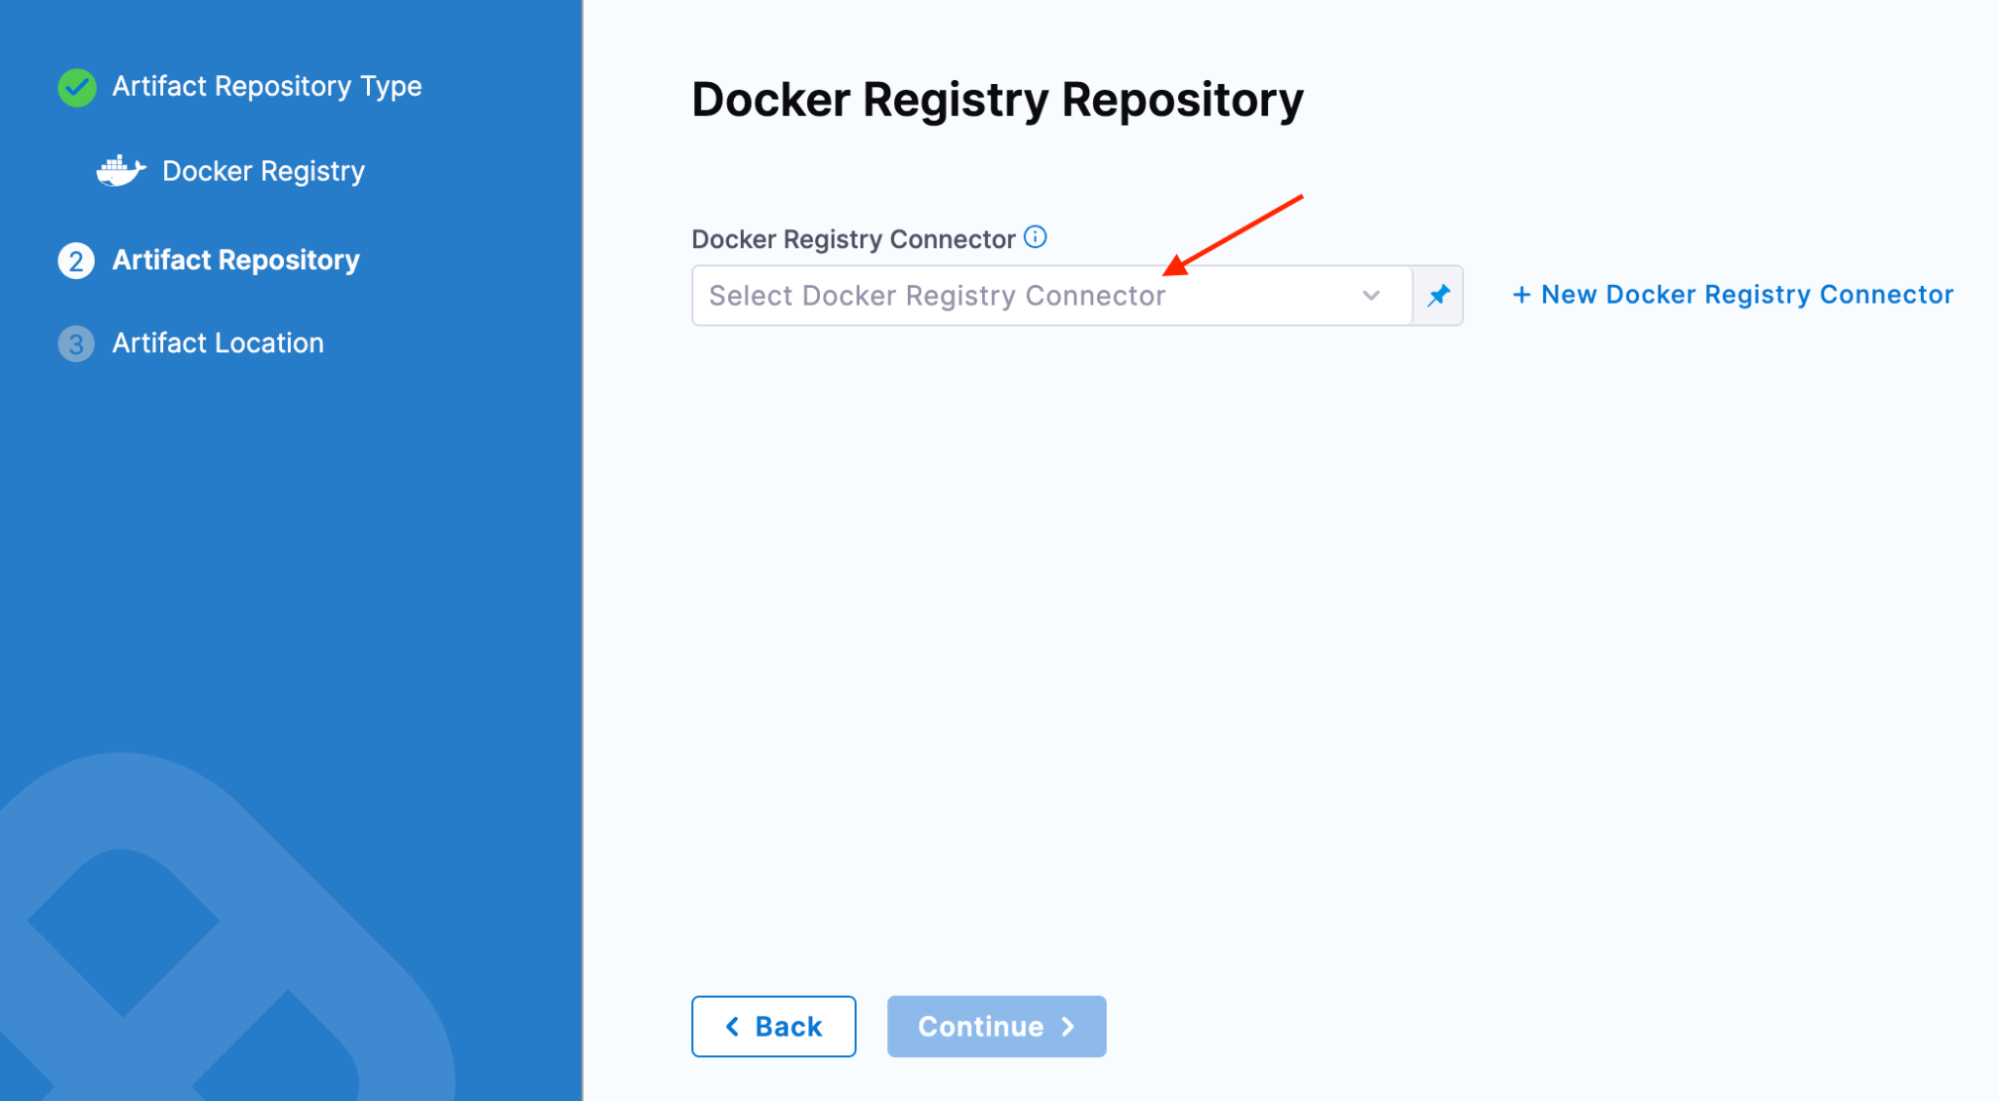 Artifact Repository Type
Docker Registry
2 Artifact Repository
3 Artifact Location
Docker Registry Repository
Docker Registry Connector
Select Docker Registry Connector
+ New Docker Registry Connector
Back
Continue